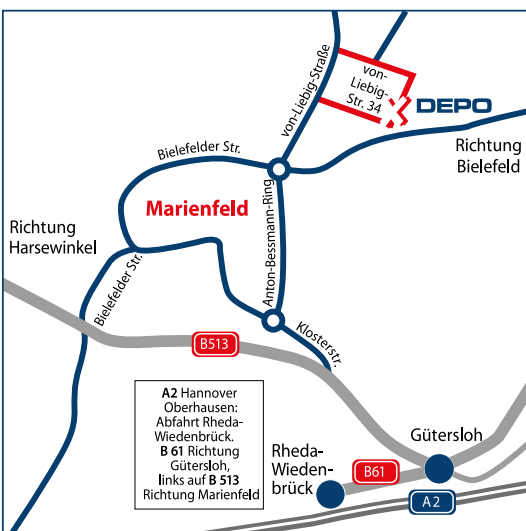 von-Liebig-Straße
von-
Liebig-
Str. 34
DEPO
Bielefelder Str.
Richtung
Bielefeld
Marienfeld
Anton-Bessmann-Ring
Richtung
Harsewinkel
Bielefelder Str.
Klosterstr.
B513
A2 Hannover
Oberhausen:
Abfahrt Rheda-
Wiedenbrück.
B 61 Richtung
Gütersloh,
links auf B 513
Richtung Marienfeld
Gütersloh
Rheda-
Wieden-
brück
B61
A2